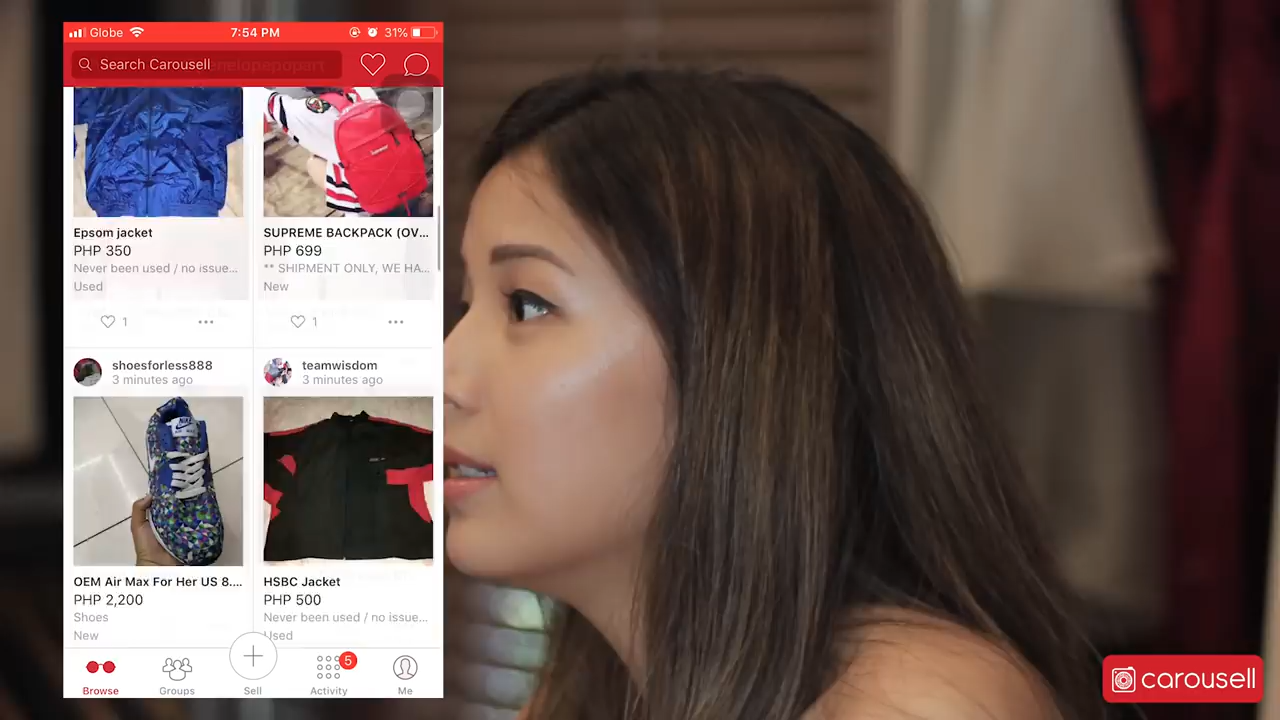 Globe
7:54 PM
31%
Search Carousell
Epsom jacket
PHP 350
Never been used / no issue...
Used
1
SUPREME BACKPACK (OV...
PHP 699
** SHIPMENT ONLY, WE HA...
New
1
shoesforless888
3 minutes ago
OEM Air Max For Her US 8....
PHP 2,200
Shoes
New
teamwisdom
3 minutes ago
HSBC Jacket
PHP 500
Never been used / no issue...
Used
Browse
Groups
Sell
5
Activity
Me
carousell